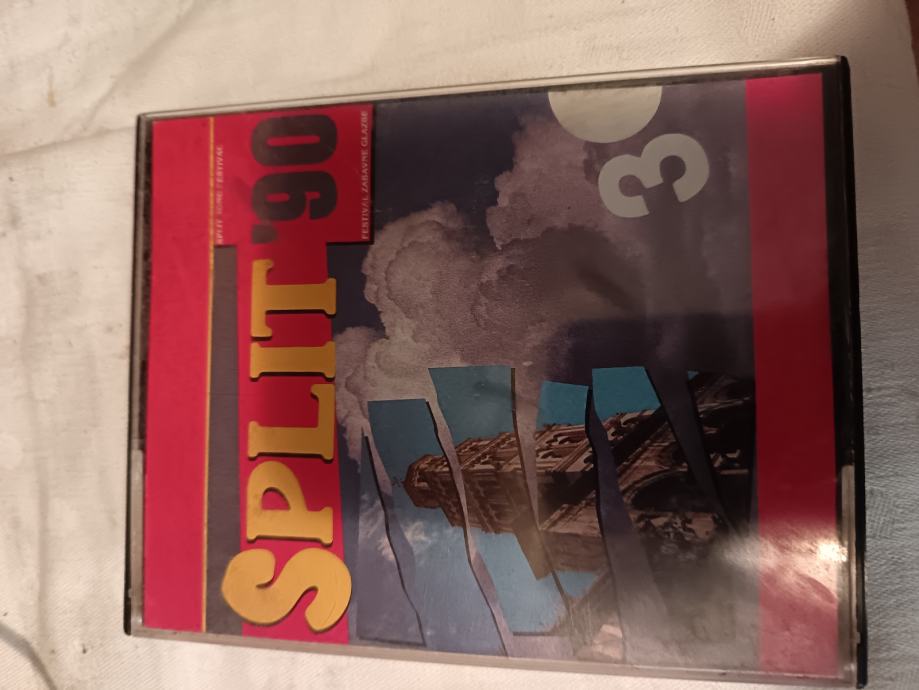 SPLIT SONG FESTIVAL
SPLIT '90
FESTIVAL ZABAVNE GLAZBE
3